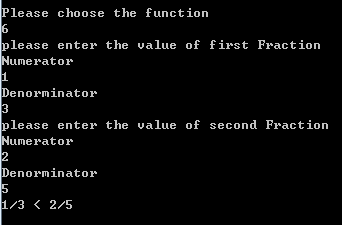 Please choose the function
6
please enter the value of first Fraction
Numerator
1
Denorminator
3
please enter the value of second Fraction
Numerator
2
Denorminator
5
1/3 < 2/5